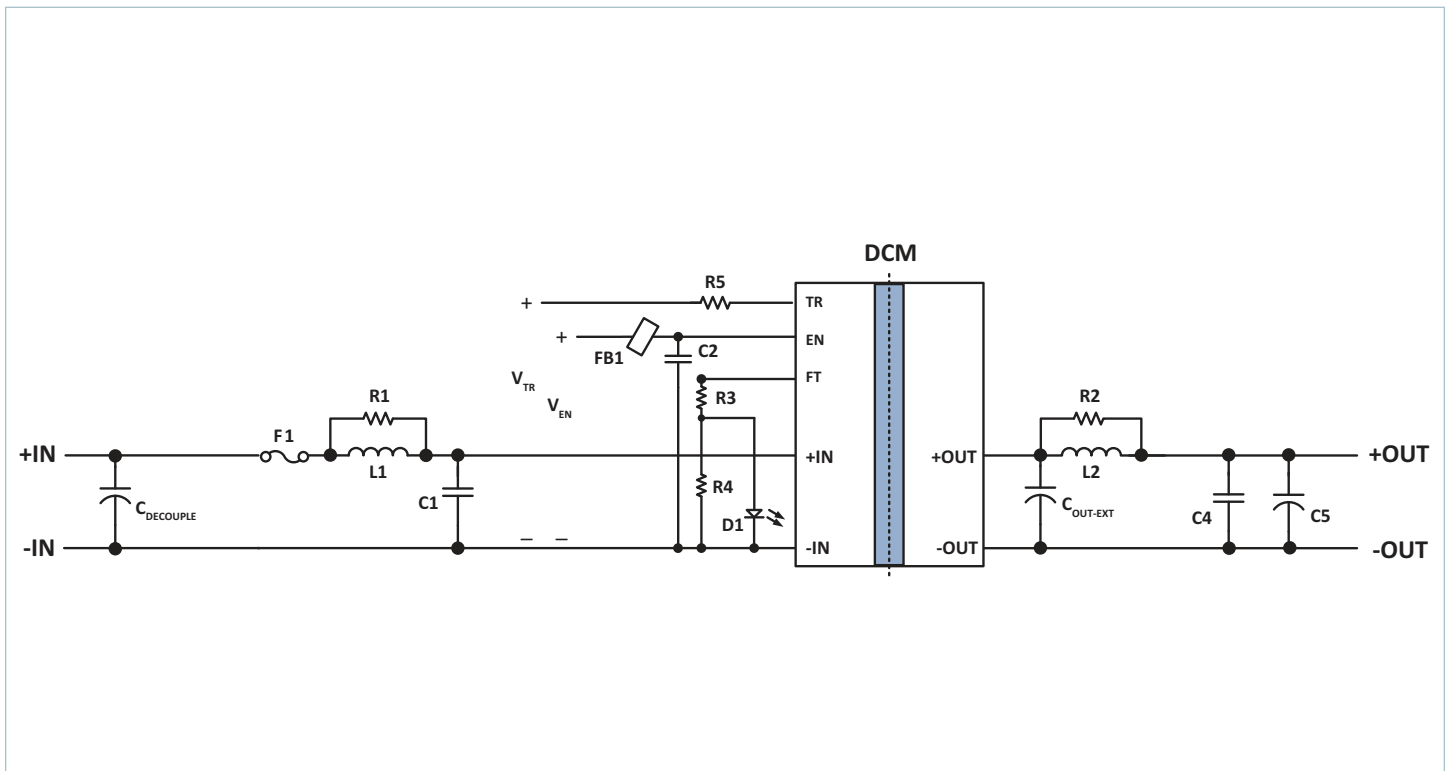 DCM
R5
+
TR
+
EN
FB1
C2
FT
V_TR
R3
V_EN
R1
R2
F1
+IN
+IN
+OUT
+OUT
L1
L2
R4
C_DECOUPLE
C1
D1
C_OUT-EXT
C4
C5
– –
-IN
-IN
-OUT
-OUT